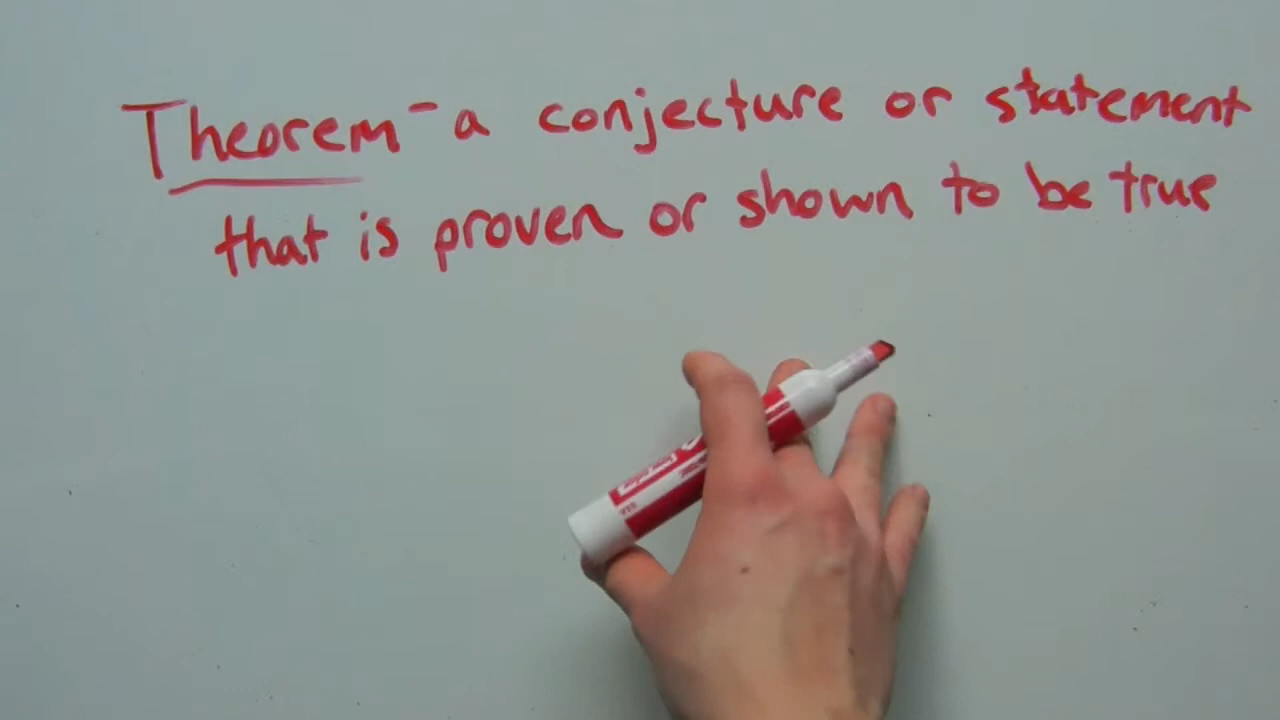 Theorem - a conjecture or statement
that is proven or shown to be true